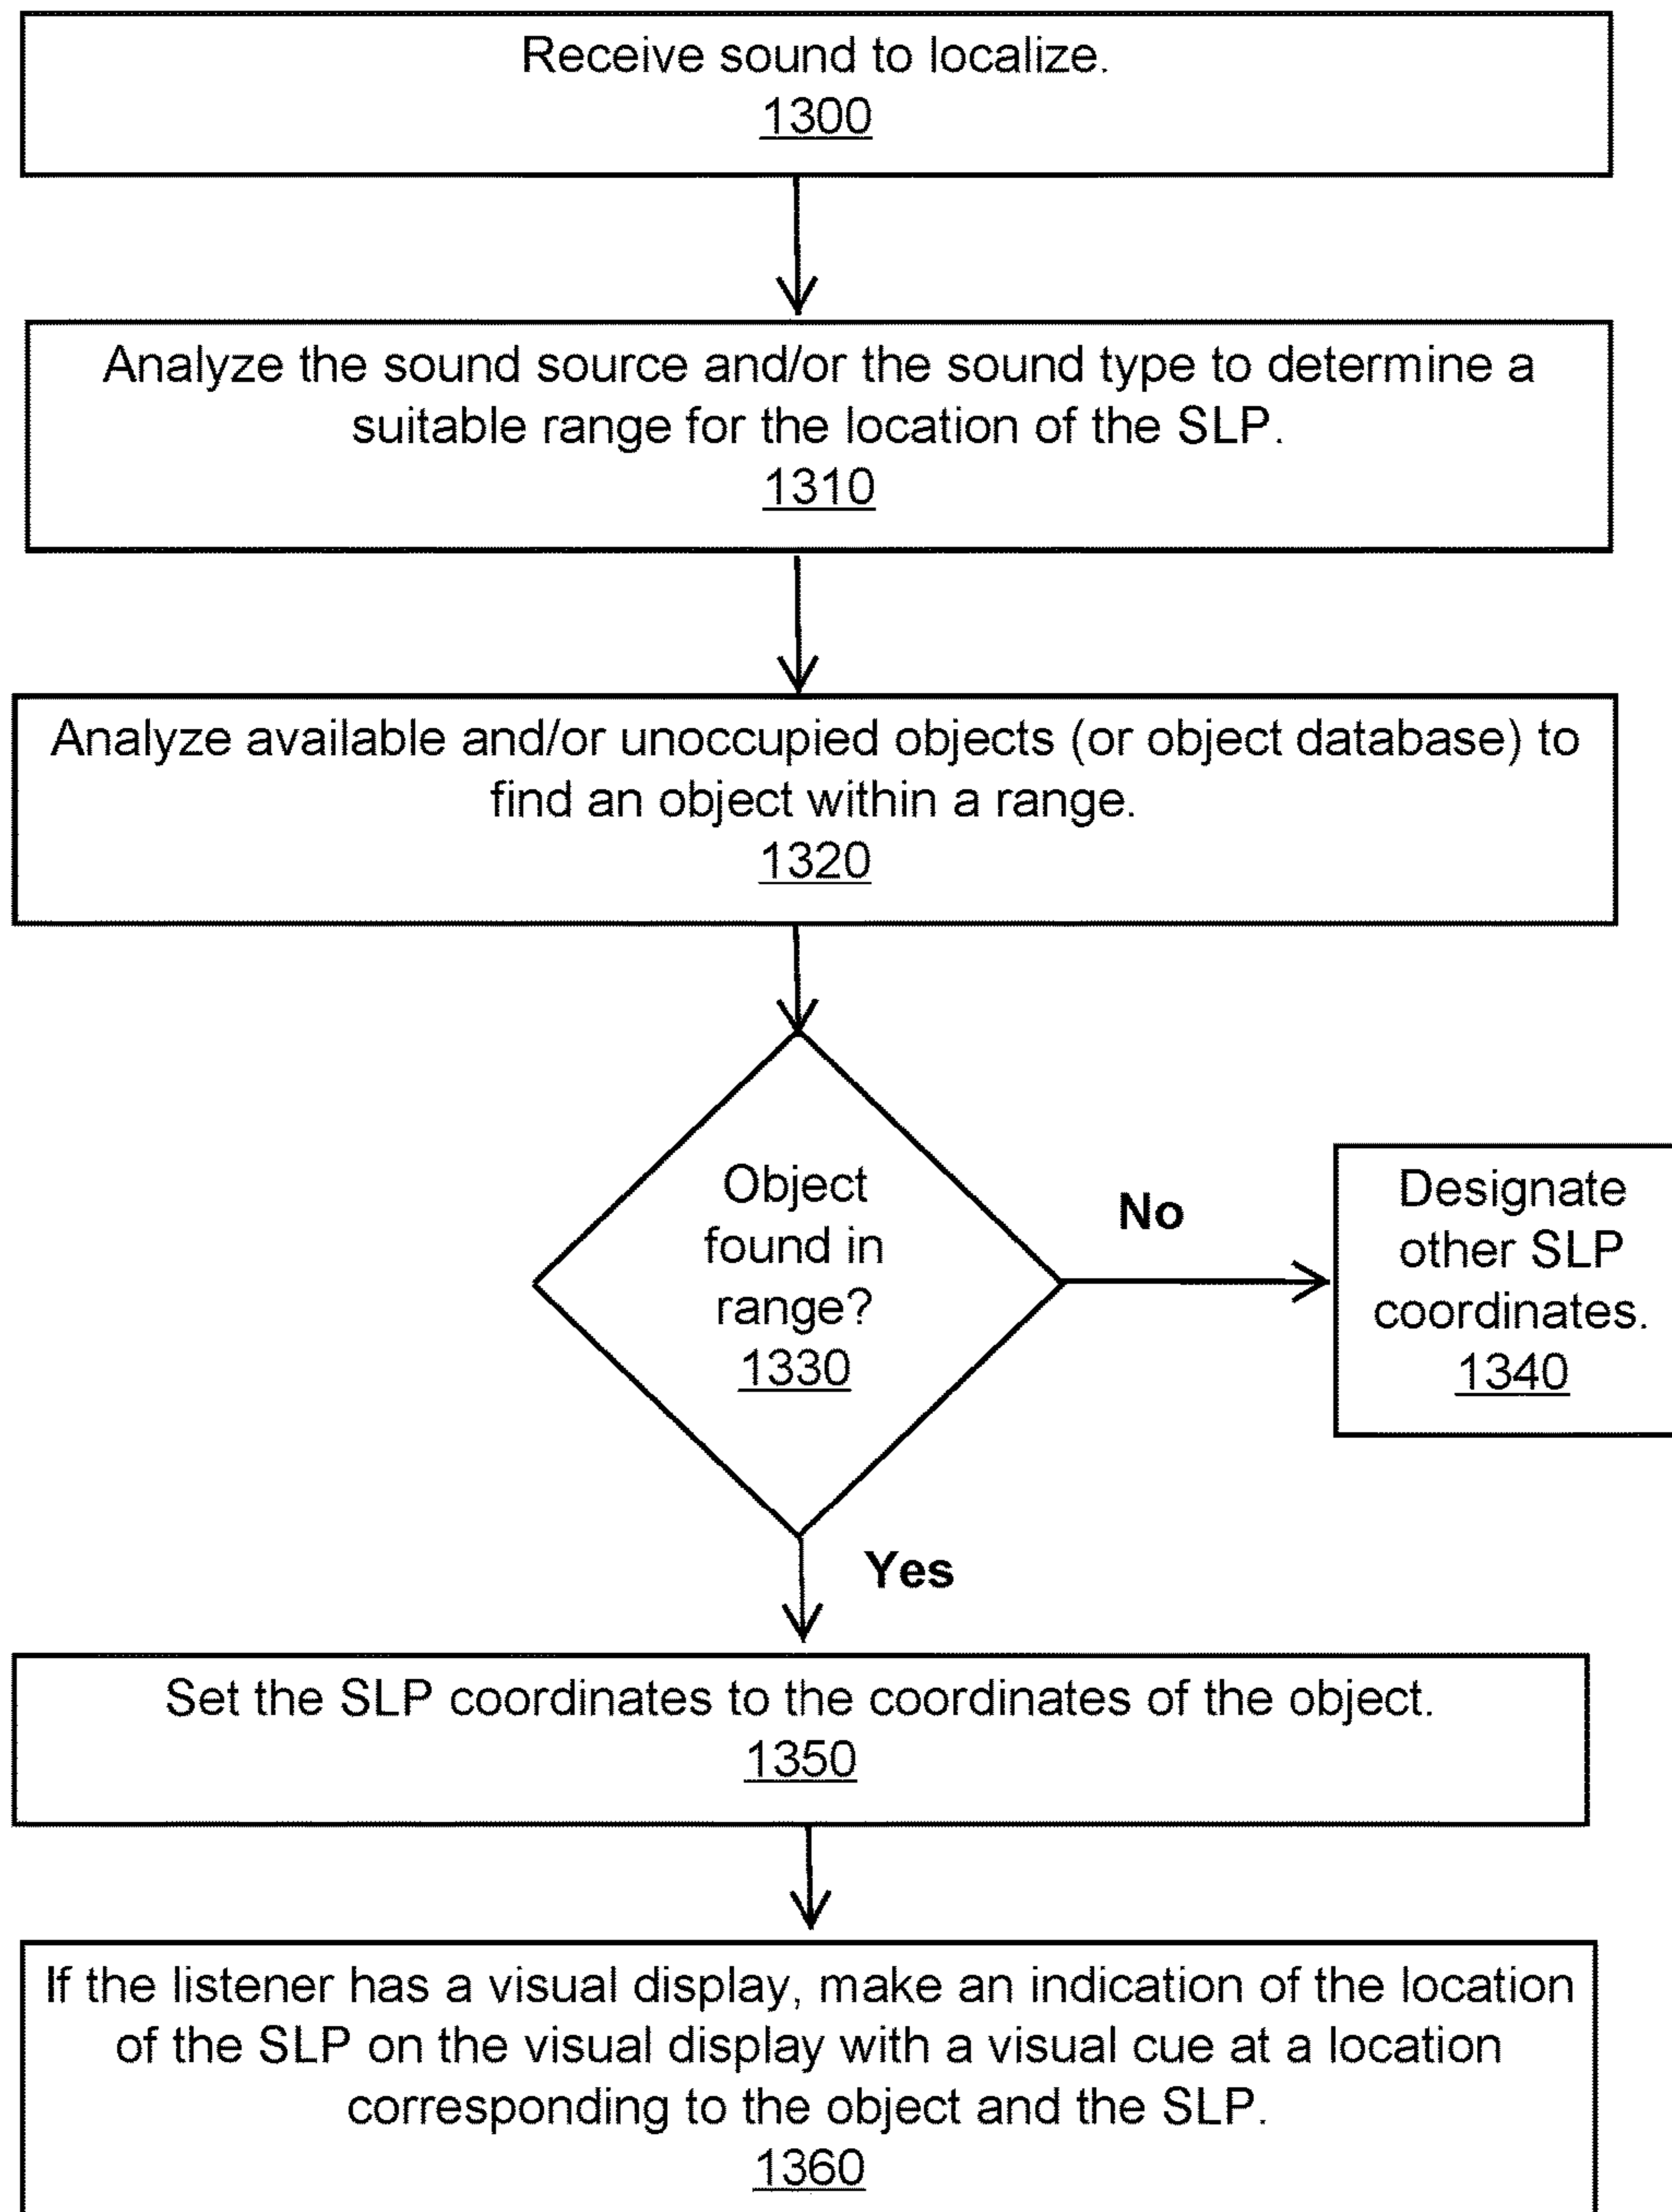 Receive sound to localize.
1300
Analyze the sound source and/or the sound type to determine a
suitable range for the location of the SLP.
1310
Analyze available and/or unoccupied objects (or object database) to
find an object within a range.
1320
Object
found in
range?
1330
No
Designate
other SLP
coordinates.
1340
Yes
Set the SLP coordinates to the coordinates of the object.
1350
If the listener has a visual display, make an indication of the location
of the SLP on the visual display with a visual cue at a location
corresponding to the object and the SLP.
1360